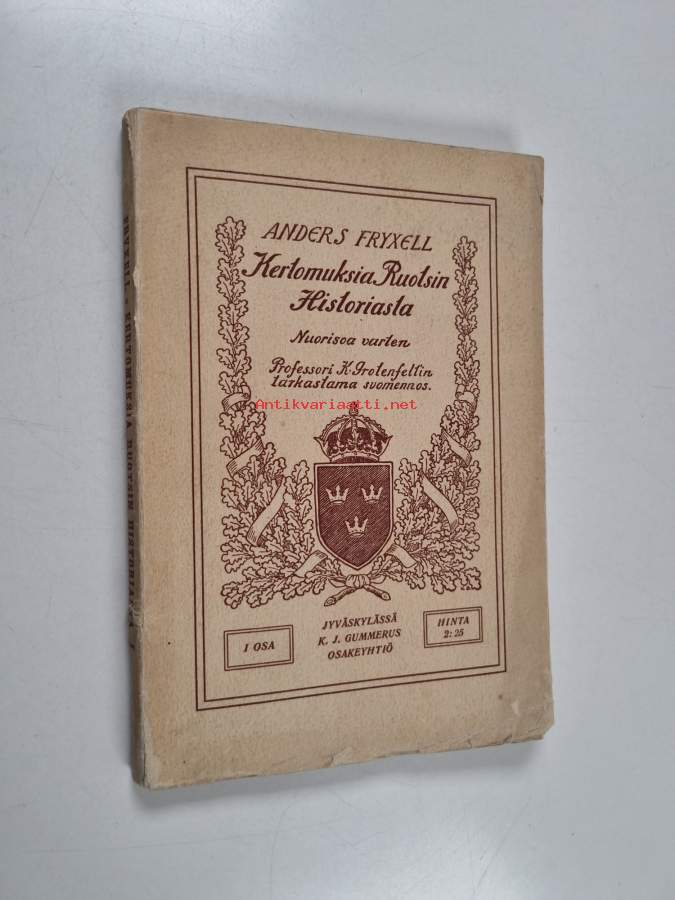 ANDERS FRYXELL
Kertomuksia Ruotsin
Historiasta
Nuorisoa varten
Professori K. Grotenfeltin
tarkastama suomennos.
Antikvariaatti.net
I OSA
JYVÄSKYLÄSSÄ
K. J. GUMMERUS
OSAKEYHTIÖ
HINTA
2: 25
FRYXELL - KERTOMUKSIA RUOTSIN HISTORIASTA I